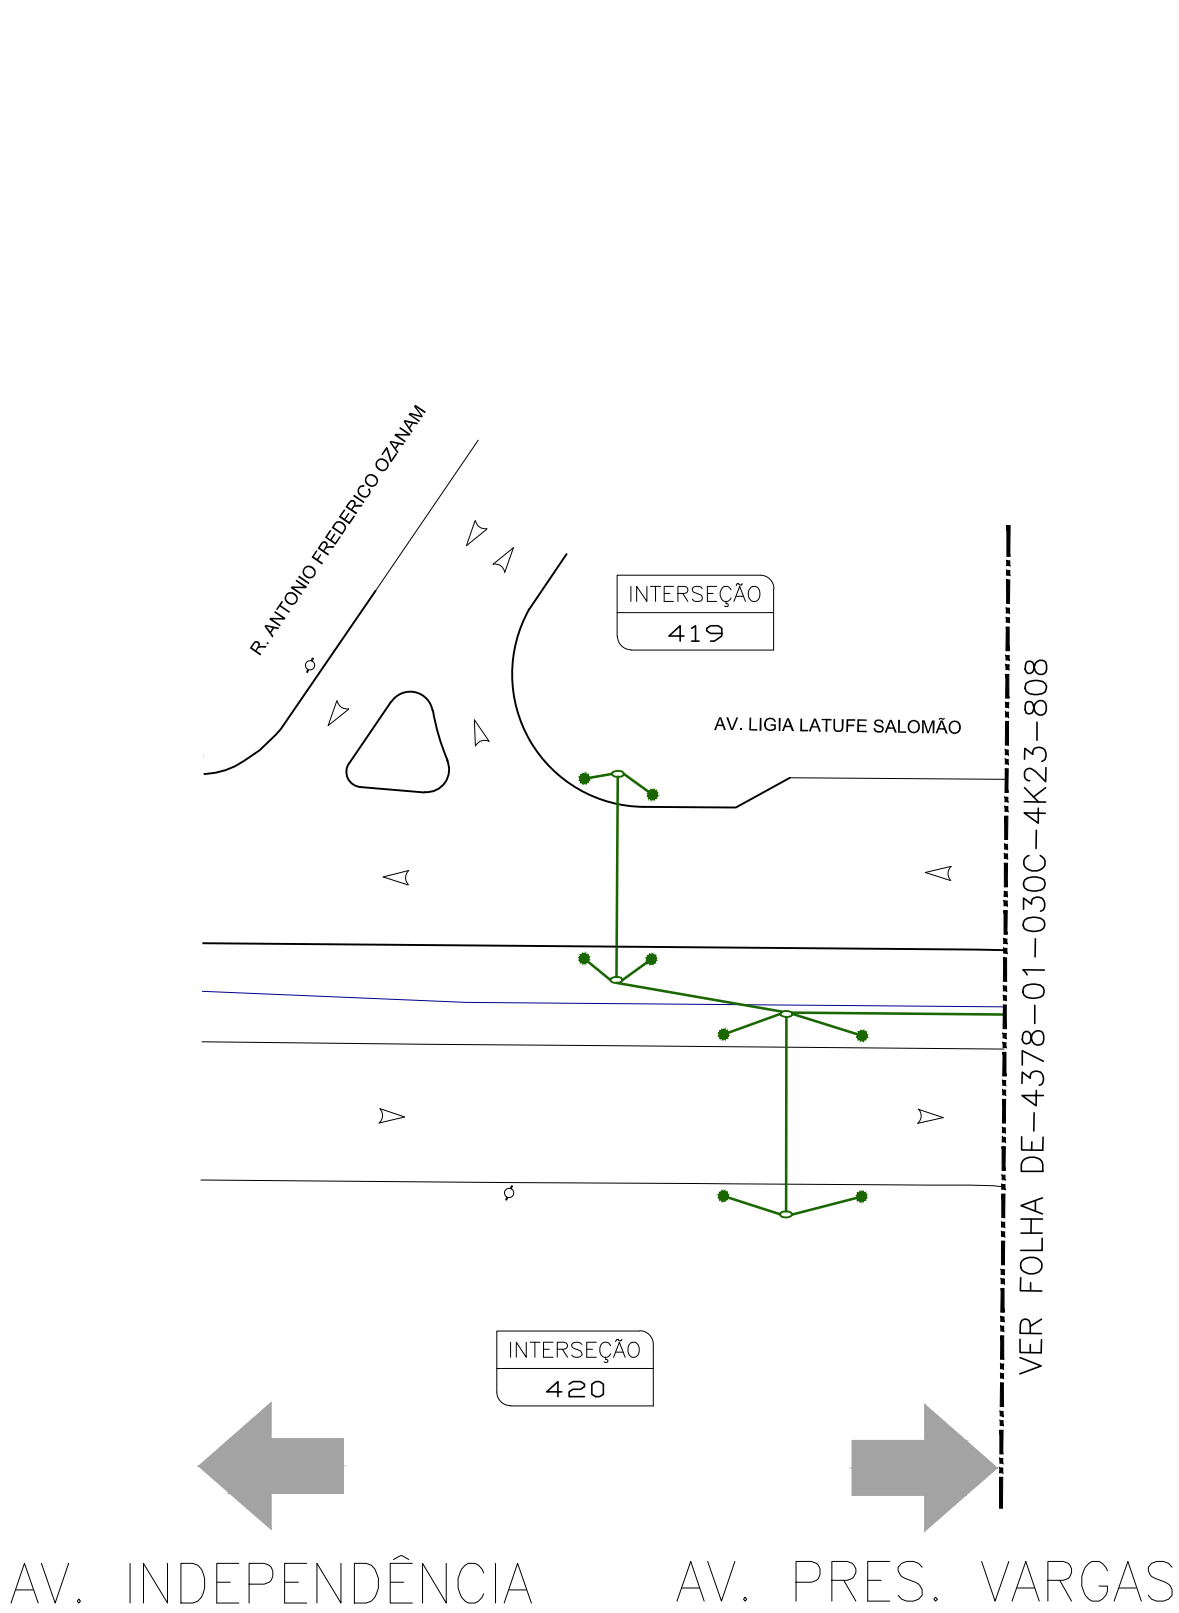 R. ANTONIO FREDERICO OZANAM
INTERSEÇÃO
419
AV. LIGIA LATUFE SALOMÃO
VER FOLHA DE-4378-01-030C-4K23-808
INTERSEÇÃO
420
AV. INDEPENDÊNCIA
AV. PRES. VARGAS